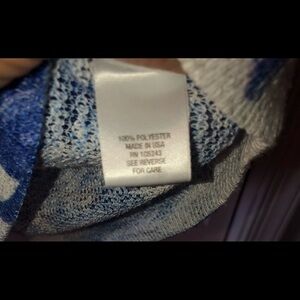 100% POLYESTER
MADE IN USA
RN 105243
SEE REVERSE
FOR CARE